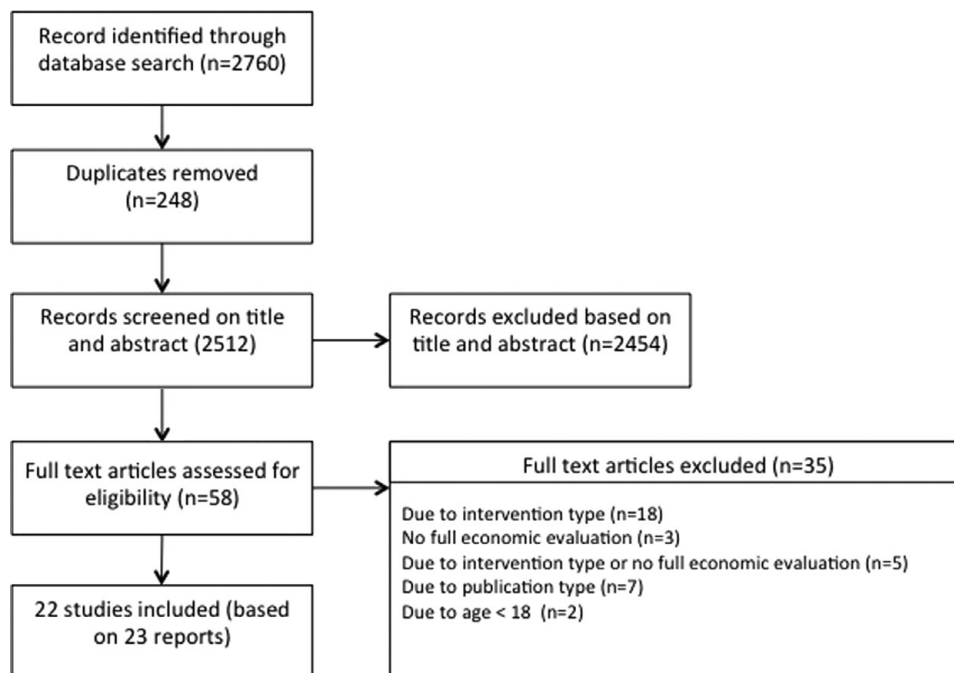 Record identified through
database search (n=2760)
Duplicates removed
(n=248)
Records screened on title
and abstract (2512)
Records excluded based on
title and abstract (n=2454)
Full text articles assessed for
eligibility (n=58)
Full text articles excluded (n=35)
Due to intervention type (n=18)
No full economic evaluation (n=3)
Due to intervention type or no full economic evaluation (n=5)
Due to publication type (n=7)
Due to age < 18 (n=2)
22 studies included (based
on 23 reports)